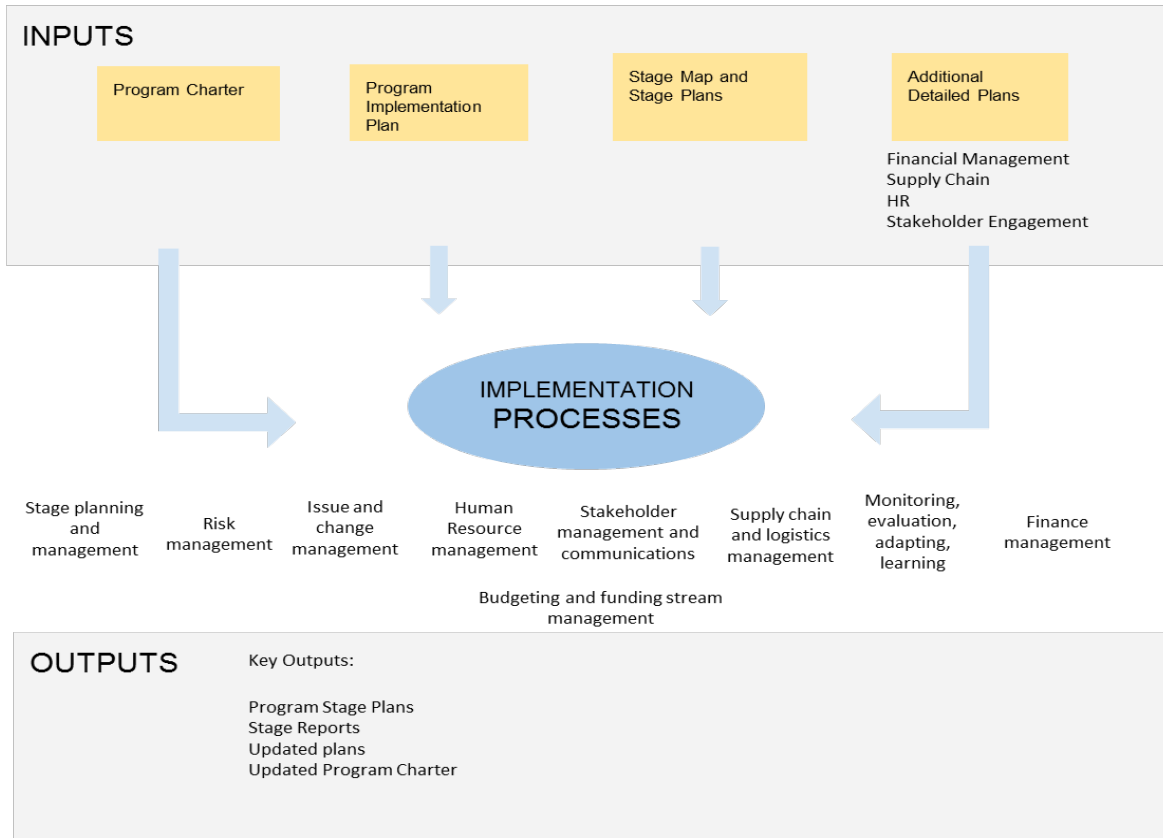 INPUTS
Program Charter
Program
Implementation
Plan
Stage Map and
Stage Plans
Additional
Detailed Plans
Financial Management
Supply Chain
HR
Stakeholder Engagement
IMPLEMENTATION
PROCESSES
Stage planning
and
management
Risk
management
Issue and
change
management
Human
Resource
management
Stakeholder
management and
communications
Supply chain
and logistics
management
Monitoring,
evaluation,
adapting,
learning
Finance
management
Budgeting and funding stream
management
OUTPUTS
Key Outputs:
Program Stage Plans
Stage Reports
Updated plans
Updated Program Charter